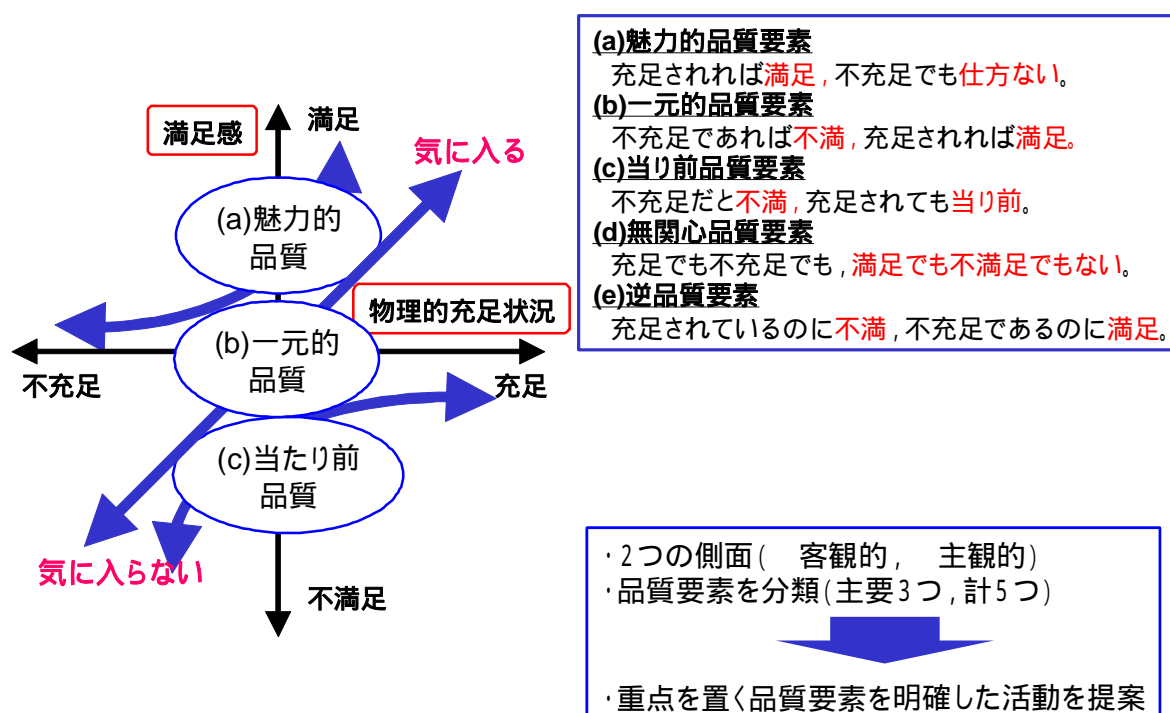 満足感
満足
気に入る
(a)魅力的
品質
物理的充足状況
(b)一元的
品質
不充足
充足
(c)当たり前
品質
気に入らない
不満足
(a)魅力的品質要素
充足されれば満足,不充足でも仕方ない。
(b)一元的品質要素
不充足であれば不満,充足されれば満足。
(c)当り前品質要素
不充足だと不満,充足されても当り前。
(d)無関心品質要素
充足でも不充足でも,満足でも不満足でもない。
(e)逆品質要素
充足されているのに不満,不充足であるのに満足。
・2つの側面( 客観的, 主観的)
・品質要素を分類(主要3つ,計5つ)
・重点を置く品質要素を明確した活動を提案